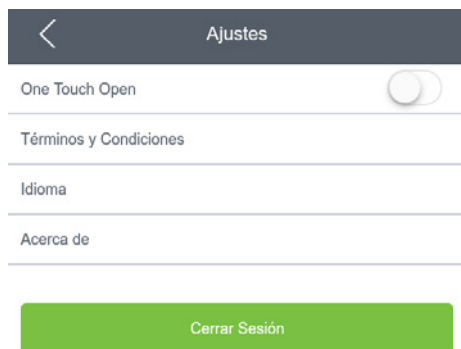 Ajustes
One Touch Open
Términos y Condiciones
Idioma
Acerca de
Cerrar Sesión